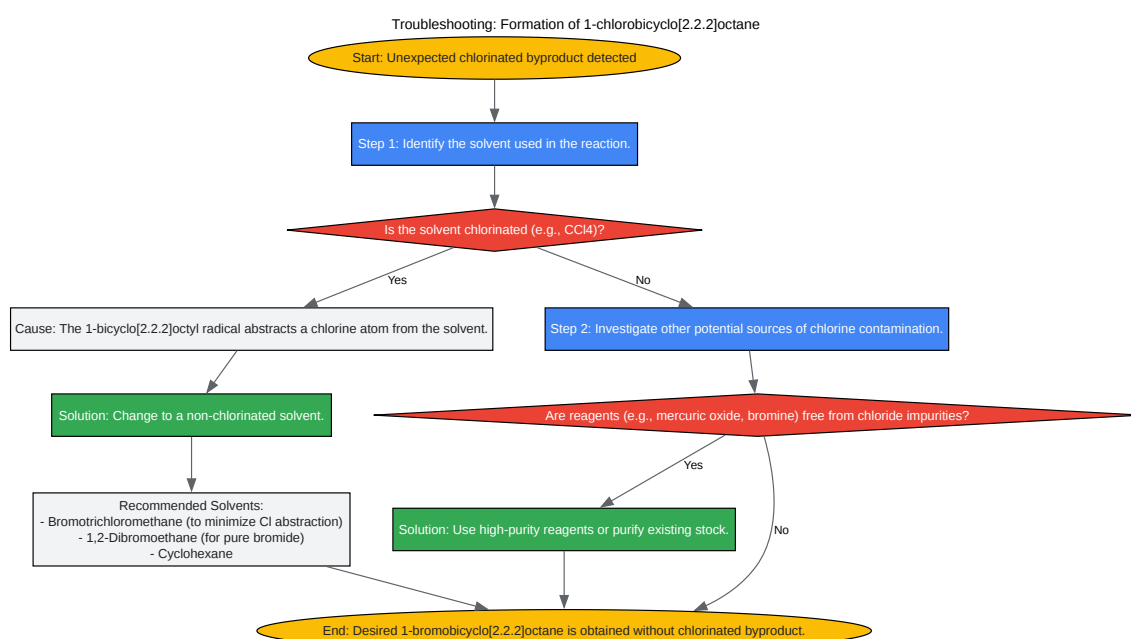 Troubleshooting: Formation of 1-chlorobicyclo[2.2.2]octane
Start: Unexpected chlorinated byproduct detected
Step 1: Identify the solvent used in the reaction.
Is the solvent chlorinated (e.g., CCl4)?
Yes
No
Cause: The 1-bicyclo[2.2.2]octyl radical abstracts a chlorine atom from the solvent.
Step 2: Investigate other potential sources of chlorine contamination.
Solution: Change to a non-chlorinated solvent.
Are reagents (e.g., mercuric oxide, bromine) free from chloride impurities?
Yes
Recommended Solvents:
- Bromotrichloromethane (to minimize Cl abstraction)
- 1,2-Dibromoethane (for pure bromide)
- Cyclohexane
Solution: Use high-purity reagents or purify existing stock.
No
End: Desired 1-bromobicyclo[2.2.2]octane is obtained without chlorinated byproduct.